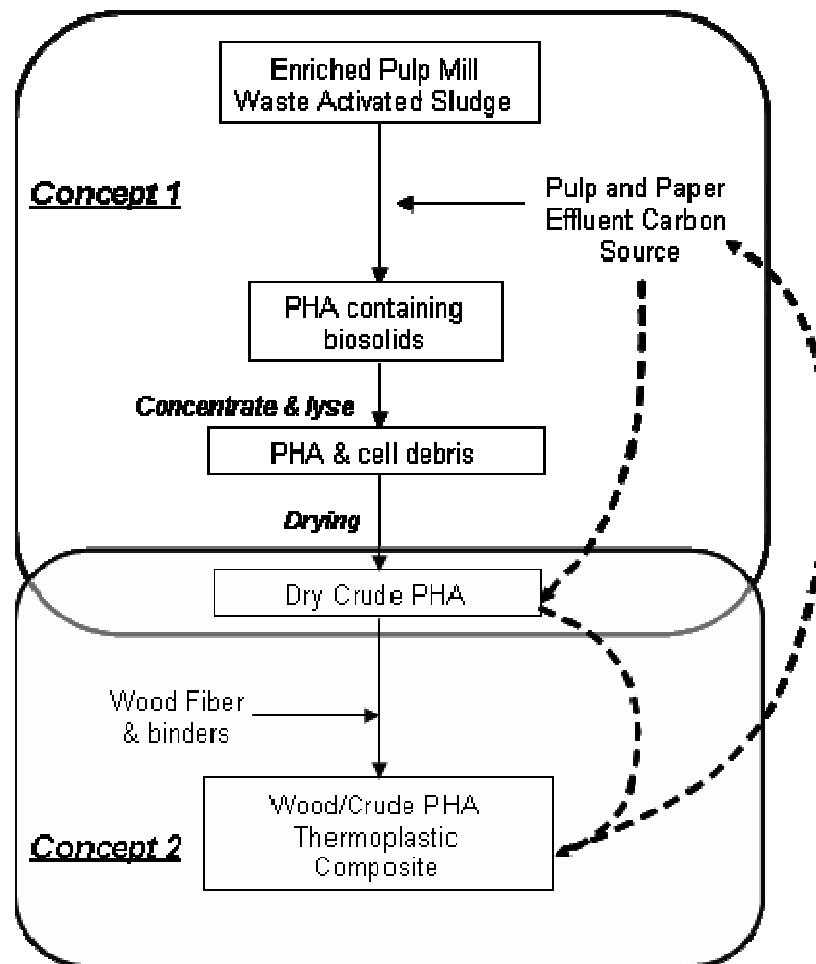 Enriched Pulp Mill
Waste Activated Sludge
Concept 1
Pulp and Paper
Effluent Carbon
Source
PHA containing
biosolids
Concentrate & lyse
PHA & cell debris
Drying
Dry Crude PHA
Wood Fiber
& binders
Wood/Crude PHA
Thermoplastic
Composite
Concept 2